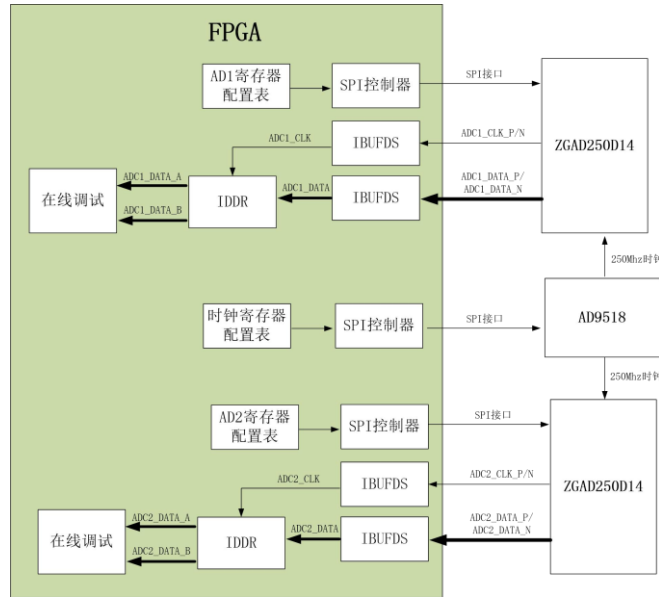 FPGA
AD1寄存器
配置表
SPI控制器
SPI接口
ADC1_CLK
IBUFDS
ADC1_CLK_P/N
ZGAD250D14
ADC1_DATA_A
在线调试
ADC1_DATA_B
IDDR
ADC1_DATA
IBUFDS
ADC1_DATA_P/
ADC1_DATA_N
250Mhz时钟
时钟寄存器
配置表
SPI控制器
SPI接口
AD9518
250Mhz时钟
AD2寄存器
配置表
SPI控制器
SPI接口
ADC2_CLK
IBUFDS
ADC2_CLK_P/N
ZGAD250D14
ADC2_DATA_A
在线调试
ADC2_DATA_B
IDDR
ADC2_DATA
IBUFDS
ADC2_DATA_P/
ADC2_DATA_N